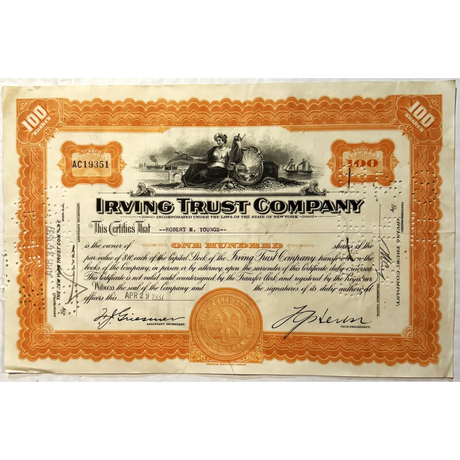 100
SHARES
100
SHARES
AC19351
100
IRVING TRUST COMPANY
INCORPORATED UNDER THE LAWS OF THE STATE OF NEW YORK
This Certifies That --ROBERT N. YOUNGS--
is the owner of ONE HUNDRED shares of the
par value of $10 each of the Capital Stock of the Irving Trust Company transferable on the
books of the Company, in person or by attorney, upon the surrender of this certificate duly endorsed.
This certificate is not valid until countersigned by the Transfer Agent and registered by the Registrar.
Witness the seal of the Company and the signatures of its duly authorized
officers. APR 29 1931
ASSISTANT SECRETARY.
VICE-PRESIDENT.